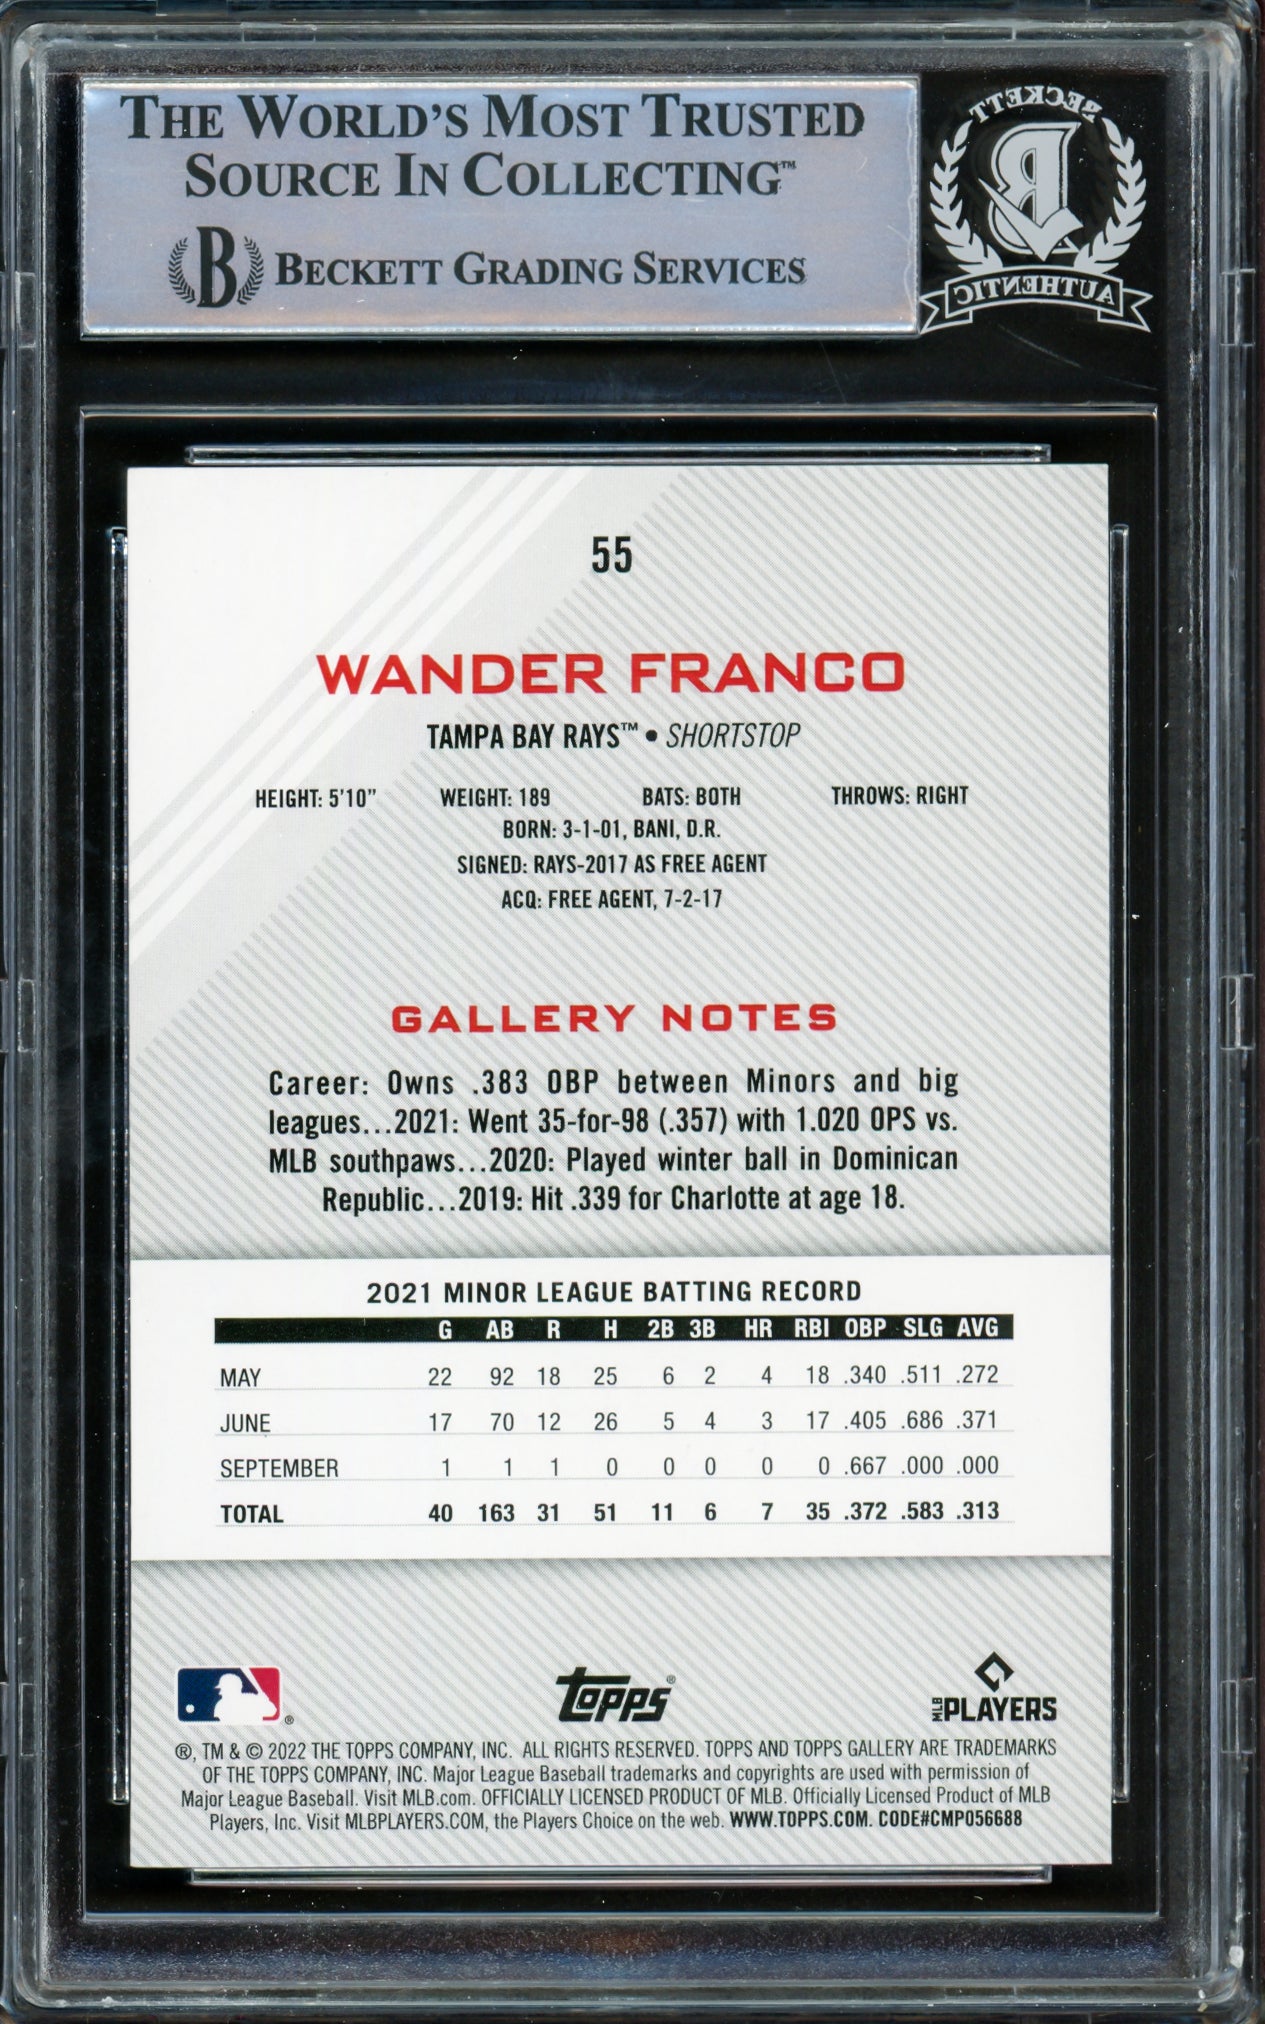 THE WORLD'S MOST TRUSTED
SOURCE IN COLLECTING™
B BECKETT GRADING SERVICES
BECKETT
B
AUTHENTIC
55
WANDER FRANCO
TAMPA BAY RAYS™ • SHORTSTOP
HEIGHT: 5'10" WEIGHT: 189 BATS: BOTH THROWS: RIGHT
BORN: 3-1-01, BANI, D.R.
SIGNED: RAYS-2017 AS FREE AGENT
ACQ: FREE AGENT, 7-2-17
GALLERY NOTES
Career: Owns .383 OBP between Minors and big
leagues...2021: Went 35-for-98 (.357) with 1.020 OPS vs.
MLB southpaws...2020: Played winter ball in Dominican
Republic...2019: Hit .339 for Charlotte at age 18.
2021 MINOR LEAGUE BATTING RECORD
G AB R H 2B 3B HR RBI OBP SLG AVG
MAY 22 92 18 25 6 2 4 18 .340 .511 .272
JUNE 17 70 12 26 5 4 3 17 .405 .686 .371
SEPTEMBER 1 1 1 0 0 0 0 0 .667 .000 .000
TOTAL 40 163 31 51 11 6 7 35 .372 .583 .313
® topps® MLB PLAYERS
®, TM & © 2022 THE TOPPS COMPANY, INC. ALL RIGHTS RESERVED. TOPPS AND TOPPS GALLERY ARE TRADEMARKS
OF THE TOPPS COMPANY, INC. Major League Baseball trademarks and copyrights are used with permission of
Major League Baseball. Visit MLB.com. OFFICIALLY LICENSED PRODUCT OF MLB. Officially Licensed Product of MLB
Players, Inc. Visit MLBPLAYERS.COM, the Players Choice on the web. WWW.TOPPS.COM. CODE#CMP056688